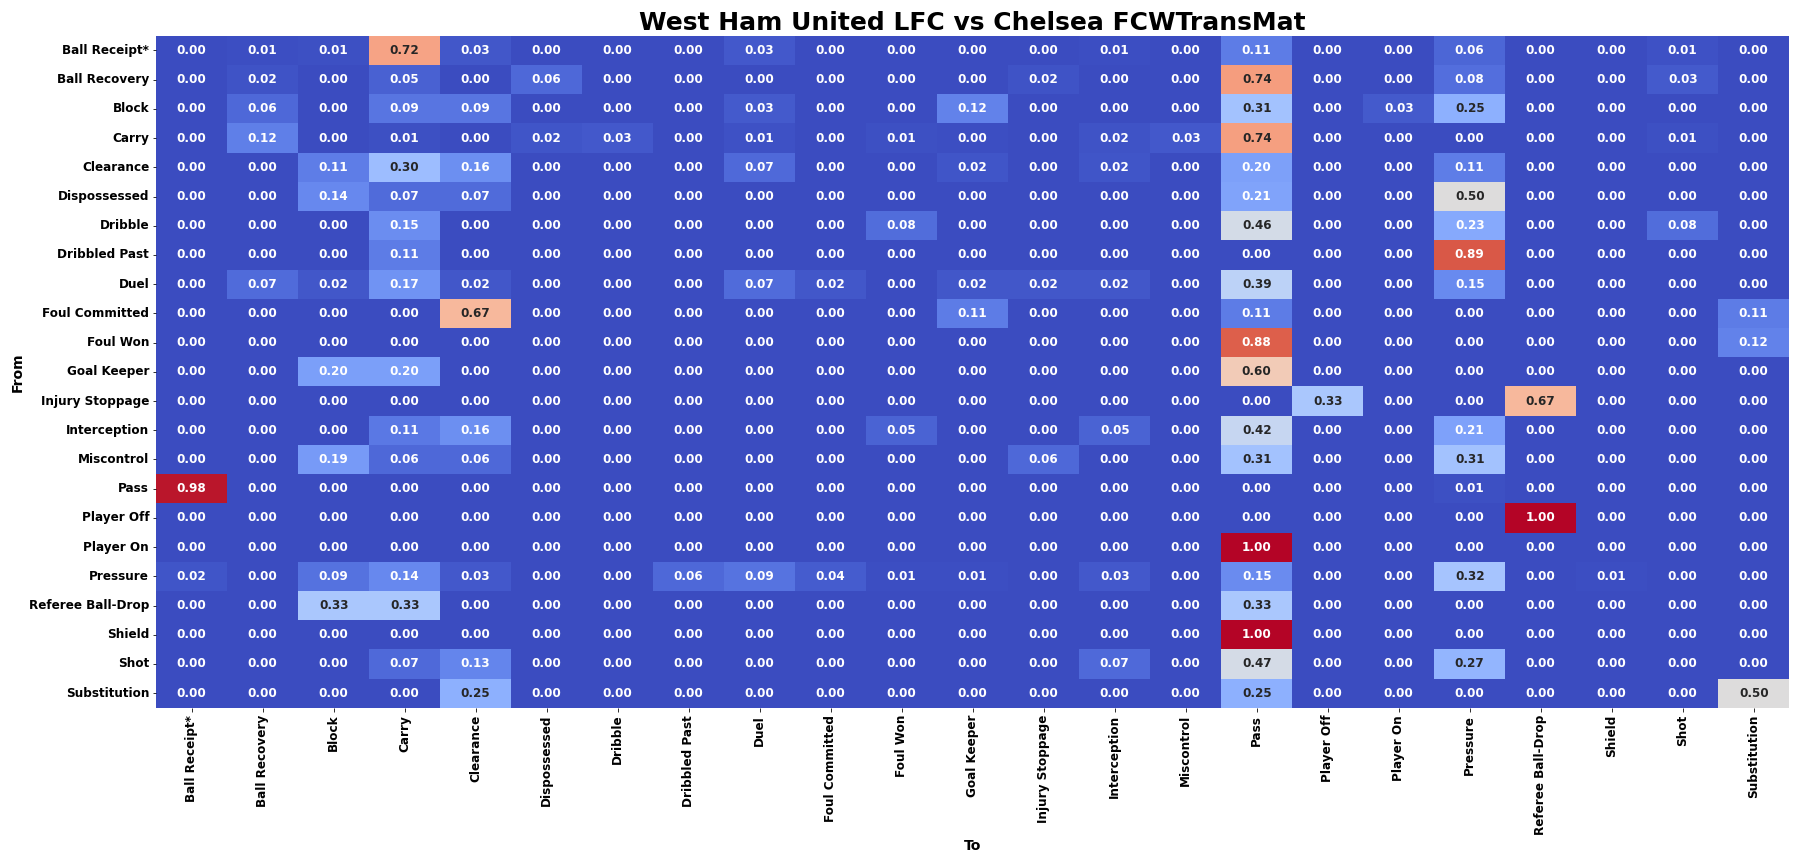 West Ham United LFC vs Chelsea FCWTransMat
Ball Receipt* 0.00 0.01 0.01 0.72 0.03 0.00 0.00 0.00 0.03 0.00 0.00 0.00 0.00 0.01 0.00 0.11 0.00 0.00 0.06 0.00 0.00 0.01 0.00
Ball Recovery 0.00 0.02 0.00 0.05 0.00 0.06 0.00 0.00 0.00 0.00 0.00 0.00 0.02 0.00 0.00 0.74 0.00 0.00 0.08 0.00 0.00 0.03 0.00
Block 0.00 0.06 0.00 0.09 0.09 0.00 0.00 0.00 0.03 0.00 0.00 0.12 0.00 0.00 0.00 0.31 0.00 0.03 0.25 0.00 0.00 0.00 0.00
Carry 0.00 0.12 0.00 0.01 0.00 0.02 0.03 0.00 0.01 0.00 0.01 0.00 0.00 0.02 0.03 0.74 0.00 0.00 0.00 0.00 0.00 0.01 0.00
Clearance 0.00 0.00 0.11 0.30 0.16 0.00 0.00 0.00 0.07 0.00 0.00 0.02 0.00 0.02 0.00 0.20 0.00 0.00 0.11 0.00 0.00 0.00 0.00
Dispossessed 0.00 0.00 0.14 0.07 0.07 0.00 0.00 0.00 0.00 0.00 0.00 0.00 0.00 0.00 0.00 0.21 0.00 0.00 0.50 0.00 0.00 0.00 0.00
Dribble 0.00 0.00 0.00 0.15 0.00 0.00 0.00 0.00 0.00 0.00 0.08 0.00 0.00 0.00 0.00 0.46 0.00 0.00 0.23 0.00 0.00 0.08 0.00
Dribbled Past 0.00 0.00 0.00 0.11 0.00 0.00 0.00 0.00 0.00 0.00 0.00 0.00 0.00 0.00 0.00 0.00 0.00 0.00 0.89 0.00 0.00 0.00 0.00
Duel 0.00 0.07 0.02 0.17 0.02 0.00 0.00 0.00 0.07 0.02 0.00 0.02 0.02 0.02 0.00 0.39 0.00 0.00 0.15 0.00 0.00 0.00 0.00
Foul Committed 0.00 0.00 0.00 0.00 0.67 0.00 0.00 0.00 0.00 0.00 0.00 0.11 0.00 0.00 0.00 0.11 0.00 0.00 0.00 0.00 0.00 0.00 0.11
Foul Won 0.00 0.00 0.00 0.00 0.00 0.00 0.00 0.00 0.00 0.00 0.00 0.00 0.00 0.00 0.00 0.88 0.00 0.00 0.00 0.00 0.00 0.00 0.12
Goal Keeper 0.00 0.00 0.20 0.20 0.00 0.00 0.00 0.00 0.00 0.00 0.00 0.00 0.00 0.00 0.00 0.60 0.00 0.00 0.00 0.00 0.00 0.00 0.00
Injury Stoppage 0.00 0.00 0.00 0.00 0.00 0.00 0.00 0.00 0.00 0.00 0.00 0.00 0.00 0.00 0.00 0.00 0.33 0.00 0.00 0.67 0.00 0.00 0.00
Interception 0.00 0.00 0.00 0.11 0.16 0.00 0.00 0.00 0.00 0.00 0.05 0.00 0.00 0.05 0.00 0.42 0.00 0.00 0.21 0.00 0.00 0.00 0.00
Miscontrol 0.00 0.00 0.19 0.06 0.06 0.00 0.00 0.00 0.00 0.00 0.00 0.00 0.06 0.00 0.00 0.31 0.00 0.00 0.31 0.00 0.00 0.00 0.00
Pass 0.98 0.00 0.00 0.00 0.00 0.00 0.00 0.00 0.00 0.00 0.00 0.00 0.00 0.00 0.00 0.00 0.00 0.00 0.01 0.00 0.00 0.00 0.00
Player Off 0.00 0.00 0.00 0.00 0.00 0.00 0.00 0.00 0.00 0.00 0.00 0.00 0.00 0.00 0.00 0.00 0.00 0.00 0.00 1.00 0.00 0.00 0.00
Player On 0.00 0.00 0.00 0.00 0.00 0.00 0.00 0.00 0.00 0.00 0.00 0.00 0.00 0.00 0.00 1.00 0.00 0.00 0.00 0.00 0.00 0.00 0.00
Pressure 0.02 0.00 0.09 0.14 0.03 0.00 0.00 0.06 0.09 0.04 0.01 0.01 0.00 0.03 0.00 0.15 0.00 0.00 0.32 0.00 0.01 0.00 0.00
Referee Ball-Drop 0.00 0.00 0.33 0.33 0.00 0.00 0.00 0.00 0.00 0.00 0.00 0.00 0.00 0.00 0.00 0.33 0.00 0.00 0.00 0.00 0.00 0.00 0.00
Shield 0.00 0.00 0.00 0.00 0.00 0.00 0.00 0.00 0.00 0.00 0.00 0.00 0.00 0.00 0.00 1.00 0.00 0.00 0.00 0.00 0.00 0.00 0.00
Shot 0.00 0.00 0.00 0.07 0.13 0.00 0.00 0.00 0.00 0.00 0.00 0.00 0.00 0.07 0.00 0.47 0.00 0.00 0.27 0.00 0.00 0.00 0.00
Substitution 0.00 0.00 0.00 0.00 0.25 0.00 0.00 0.00 0.00 0.00 0.00 0.00 0.00 0.00 0.00 0.25 0.00 0.00 0.00 0.00 0.00 0.00 0.50
From
Ball Receipt*
Ball Recovery
Block
Carry
Clearance
Dispossessed
Dribble
Dribbled Past
Duel
Foul Committed
Foul Won
Goal Keeper
Injury Stoppage
Interception
Miscontrol
Pass
Player Off
Player On
Pressure
Referee Ball-Drop
Shield
Shot
Substitution
To